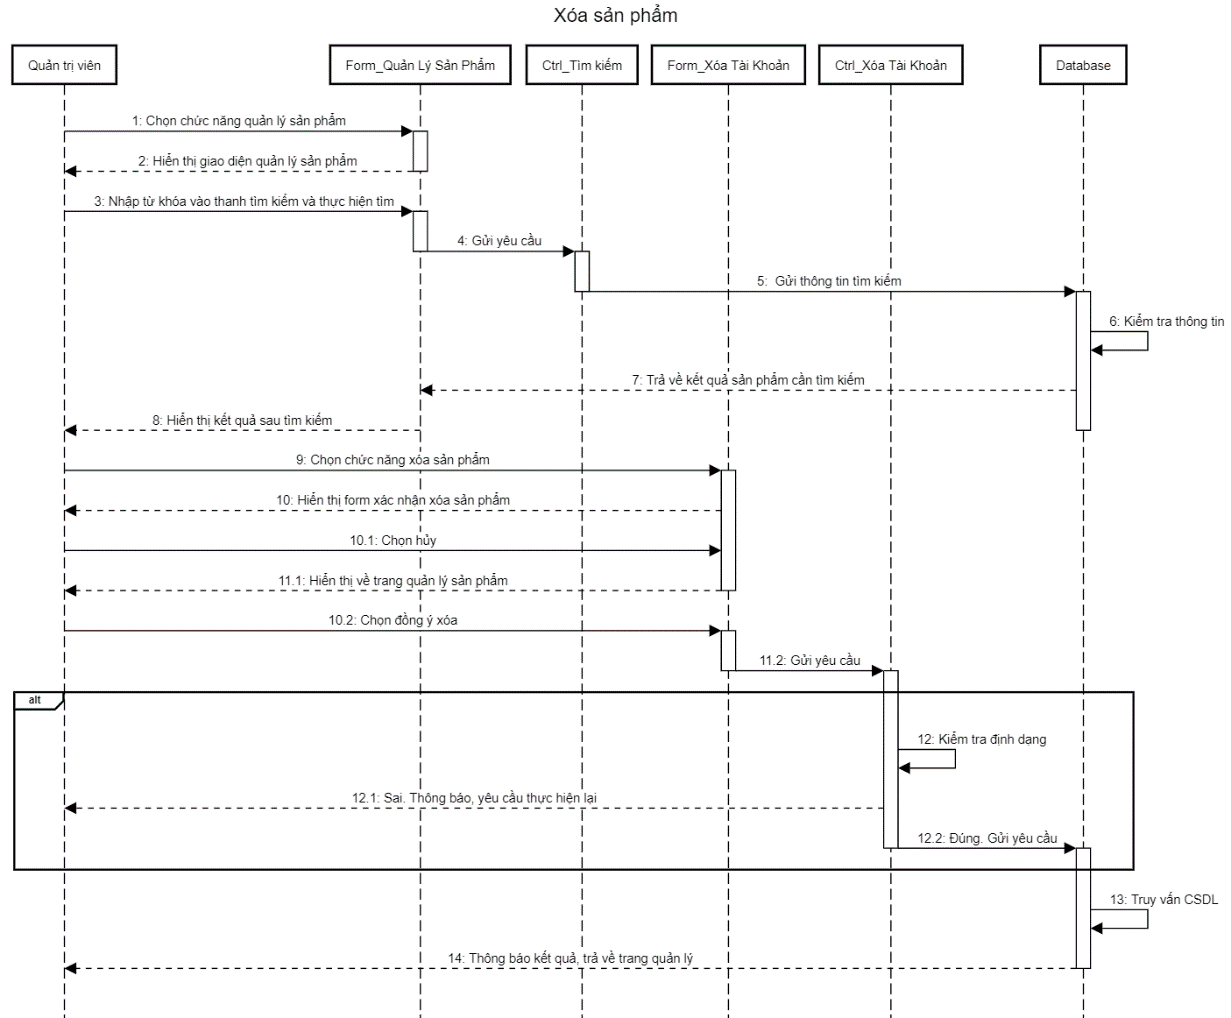 Xóa sản phẩm
Quản trị viên
Form_Quản Lý Sản Phẩm
Ctrl_Tìm kiếm
Form_Xóa Tài Khoản
Ctrl_Xóa Tài Khoản
Database
1: Chọn chức năng quản lý sản phẩm
2: Hiển thị giao diện quản lý sản phẩm
3: Nhập từ khóa vào thanh tìm kiếm và thực hiện tìm
4: Gửi yêu cầu
5: Gửi thông tin tìm kiếm
6: Kiểm tra thông tin
7: Trả về kết quả sản phẩm cần tìm kiếm
8: Hiển thị kết quả sau tìm kiếm
9: Chọn chức năng xóa sản phẩm
10: Hiển thị form xác nhận xóa sản phẩm
10.1: Chọn hủy
11.1: Hiển thị về trang quản lý sản phẩm
10.2: Chọn đồng ý xóa
11.2: Gửi yêu cầu
alt
12: Kiểm tra định dạng
12.1: Sai. Thông báo, yêu cầu thực hiện lại
12.2: Đúng. Gửi yêu cầu
13: Truy vấn CSDL
14: Thông báo kết quả, trả về trang quản lý